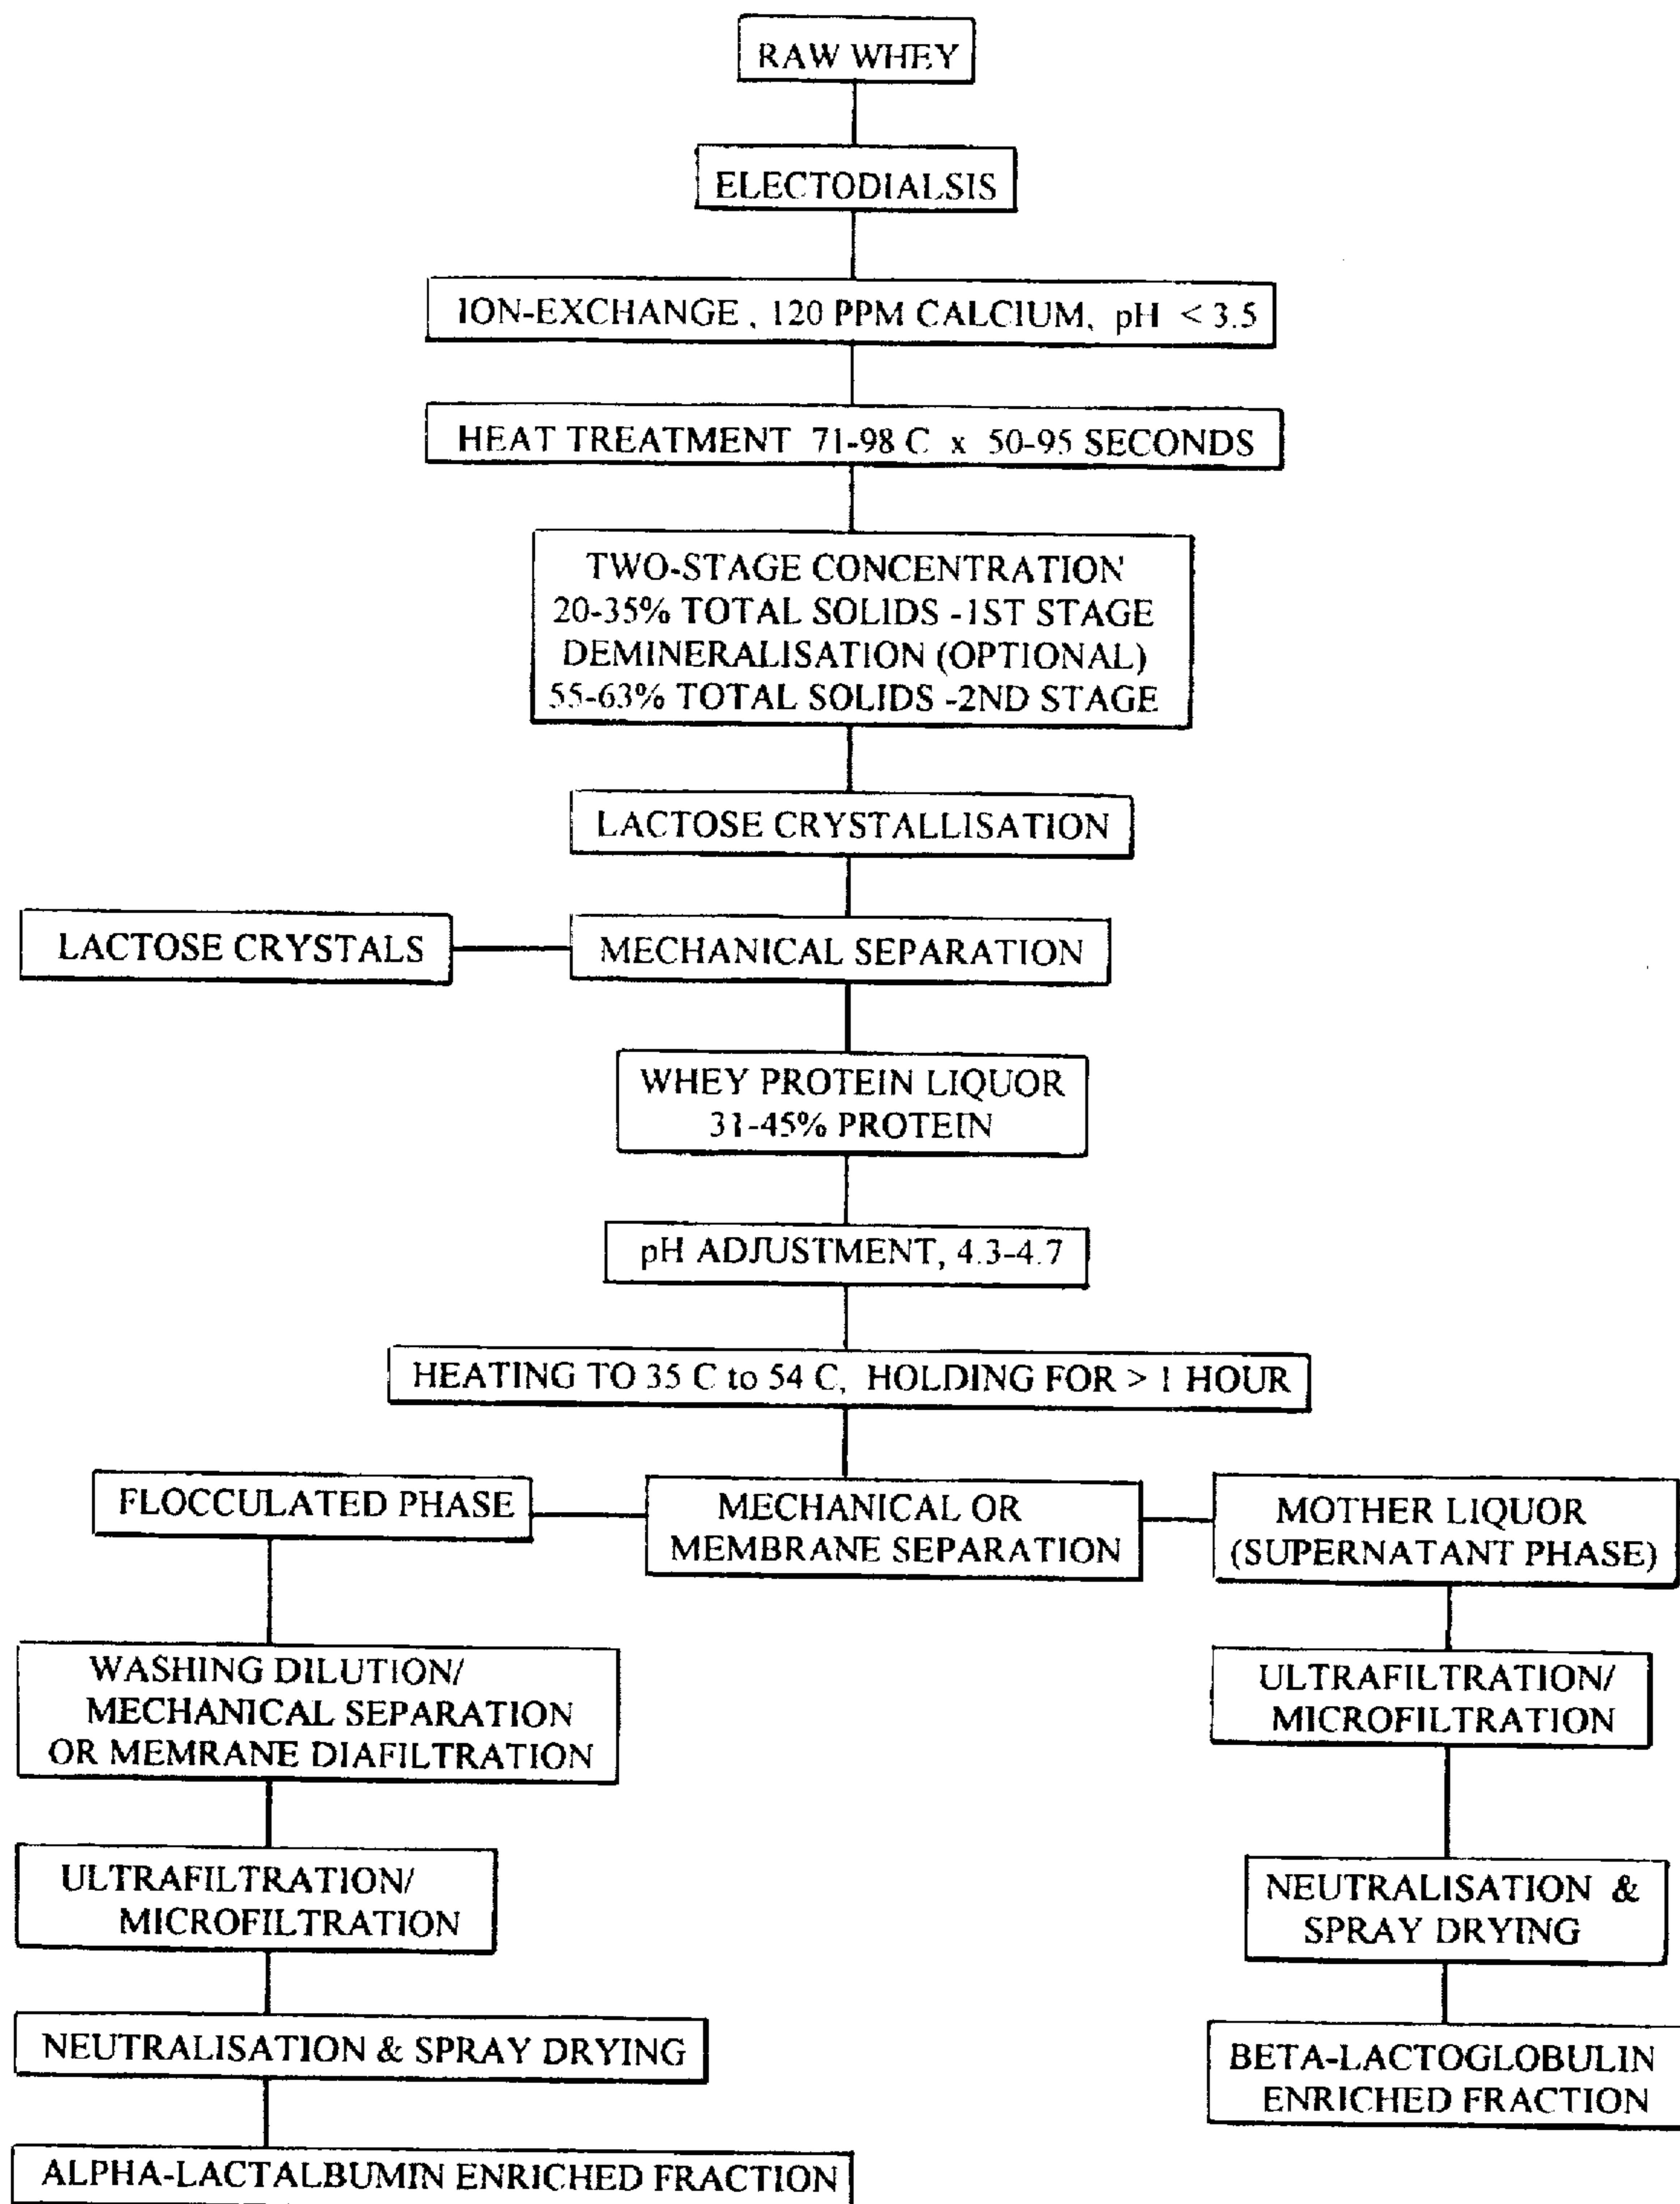 RAW WHEY
ELECTODIALSIS
ION-EXCHANGE, 120 PPM CALCIUM, pH < 3.5
HEAT TREATMENT 71-98 C x 50-95 SECONDS
TWO-STAGE CONCENTRATION
20-35% TOTAL SOLIDS -1ST STAGE
DEMINERALISATION (OPTIONAL)
55-63% TOTAL SOLIDS -2ND STAGE
LACTOSE CRYSTALLISATION
LACTOSE CRYSTALS
MECHANICAL SEPARATION
WHEY PROTEIN LIQUOR
31-45% PROTEIN
pH ADJUSTMENT, 4.3-4.7
HEATING TO 35 C to 54 C, HOLDING FOR > 1 HOUR
FLOCCULATED PHASE
MECHANICAL OR
MEMBRANE SEPARATION
MOTHER LIQUOR
(SUPERNATANT PHASE)
WASHING DILUTION/
MECHANICAL SEPARATION
OR MEMRANE DIAFILTRATION
ULTRAFILTRATION/
MICROFILTRATION
ULTRAFILTRATION/
MICROFILTRATION
NEUTRALISATION &
SPRAY DRYING
NEUTRALISATION & SPRAY DRYING
BETA-LACTOGLOBULIN
ENRICHED FRACTION
ALPHA-LACTALBUMIN ENRICHED FRACTION